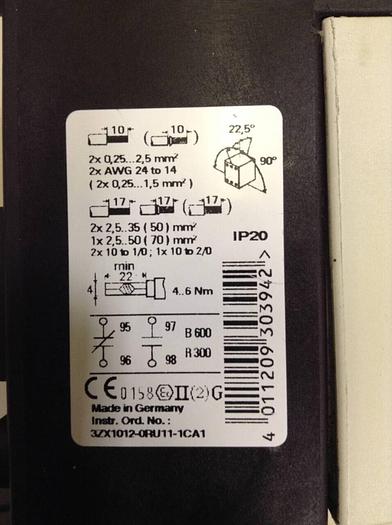 10 ( 10 )
22,5°
90°
2x 0,25...2,5 mm²
2x AWG 24 to 14
( 2x 0,25...1,5 mm² )
17 17 ( 17 )
2x 2,5..35 ( 50 ) mm²
1x 2,5..50 ( 70 ) mm²
2x 10 to 1/0 ; 1x 10 to 2/0
IP20
min
22
4
4..6 Nm
95 97 B 600
96 98 R 300
CE 0158 Ex II (2) G
Made in Germany
Instr. Ord. No. :
3ZX1012-0RU11-1CA1
4 011209 303942 >